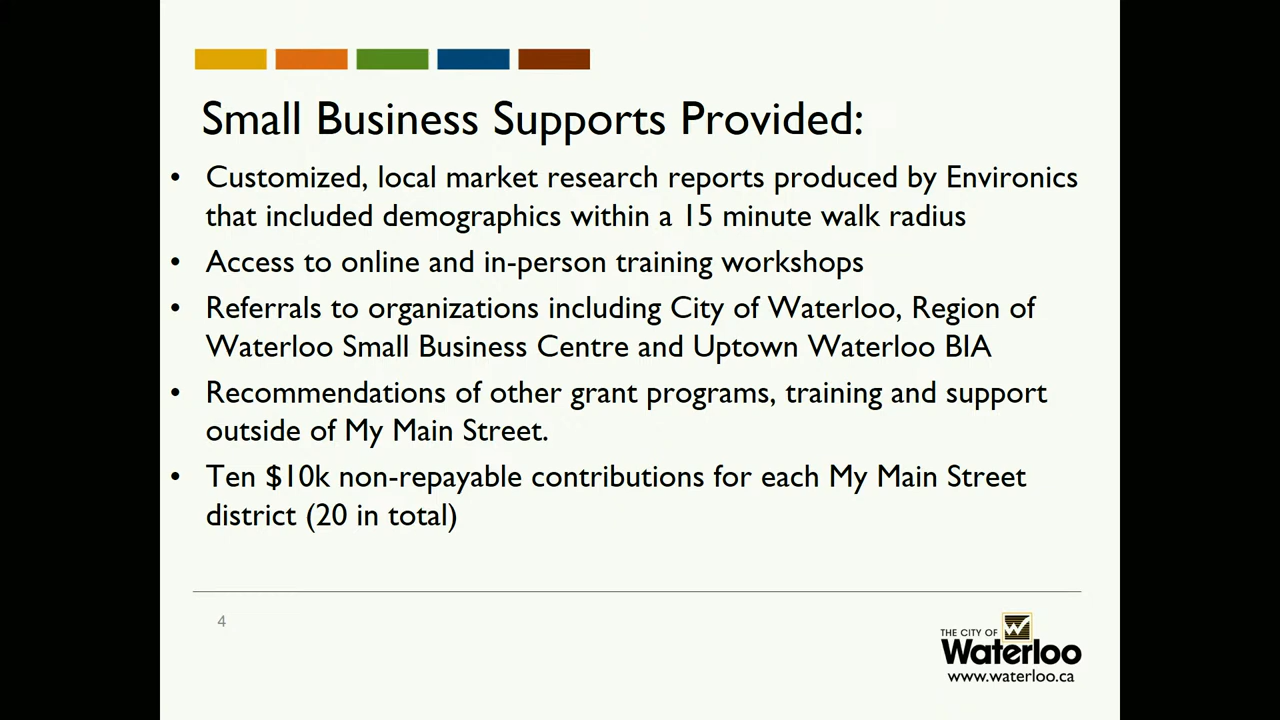 Small Business Supports Provided:
• Customized, local market research reports produced by Environics
that included demographics within a 15 minute walk radius
• Access to online and in-person training workshops
• Referrals to organizations including City of Waterloo, Region of
Waterloo Small Business Centre and Uptown Waterloo BIA
• Recommendations of other grant programs, training and support
outside of My Main Street.
• Ten $10k non-repayable contributions for each My Main Street
district (20 in total)
4
THE CITY OF
Waterloo
www.waterloo.ca